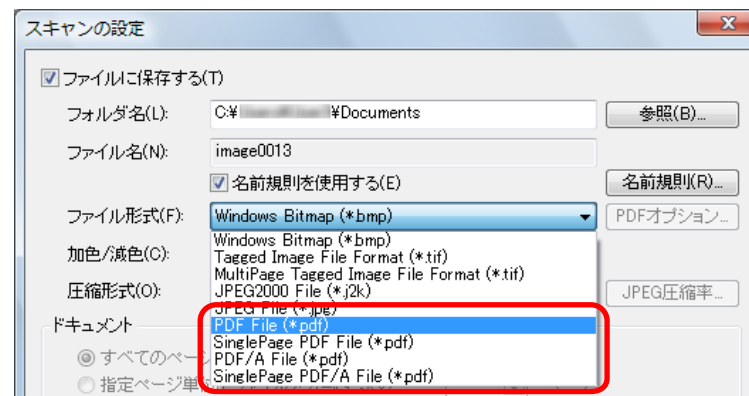 スキャンの設定
ファイルに保存する(T)
フォルダ名(L): C:¥ ¥Documents 参照(B)...
ファイル名(N): image0013
名前規則を使用する(E) 名前規則(R)...
ファイル形式(F): Windows Bitmap (*.bmp) PDFオプション...
Windows Bitmap (*.bmp)
加色/減色(C):
Tagged Image File Format (*.tif)
MultiPage Tagged Image File Format (*.tif)
圧縮形式(O): JPEG2000 File (*.j2k) JPEG圧縮率...
JPEG File (*.jpg)
ドキュメント
PDF File (*.pdf)
SinglePage PDF File (*.pdf)
すべてのペー
PDF/A File (*.pdf)
指定ページ単
SinglePage PDF/A File (*.pdf)